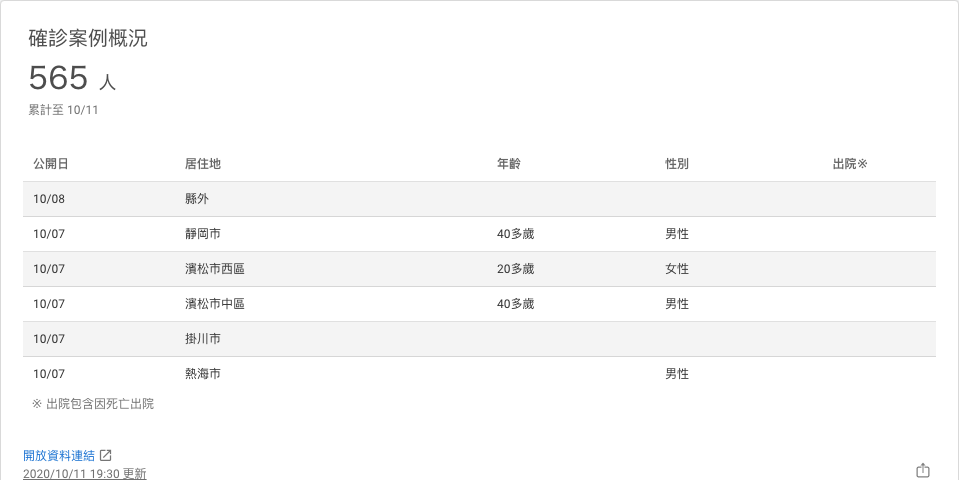 確診案例概況
565 人
累計至 10/11
公開日 居住地 年齡 性別 出院※
10/08 縣外
10/07 靜岡市 40多歲 男性
10/07 濱松市西區 20多歲 女性
10/07 濱松市中區 40多歲 男性
10/07 掛川市
10/07 熱海市 男性
※ 出院包含因死亡出院
開放資料連結
2020/10/11 19:30 更新